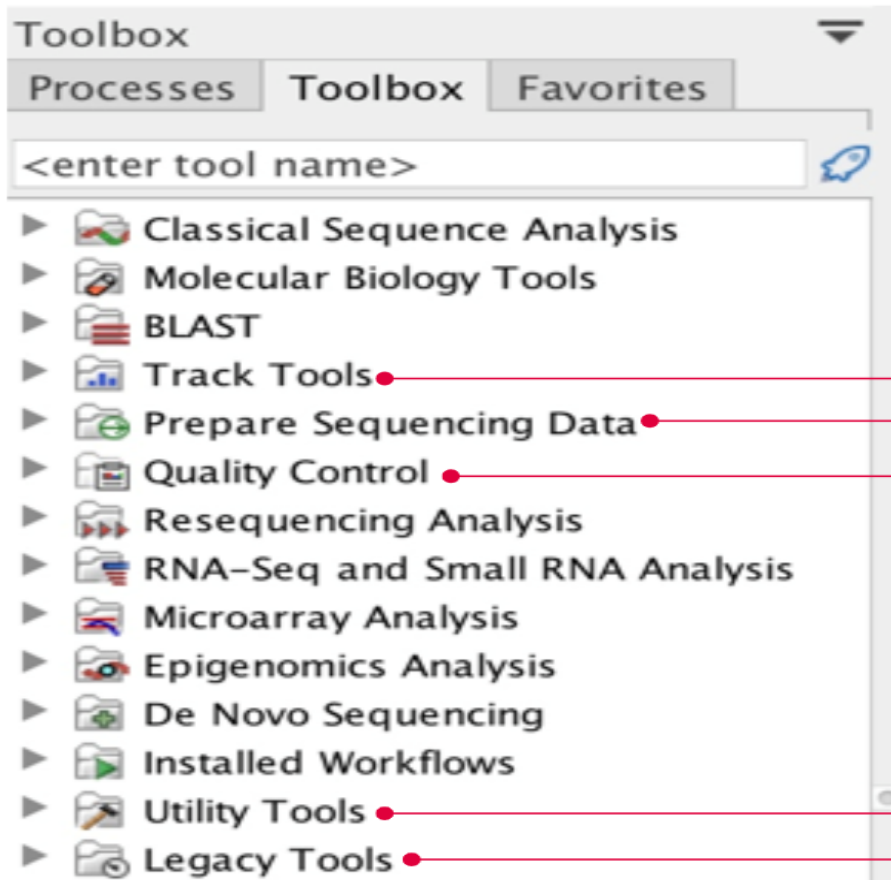 Toolbox
Processes Toolbox Favorites
<enter tool name>
Classical Sequence Analysis
Molecular Biology Tools
BLAST
Track Tools
Prepare Sequencing Data
Quality Control
Resequencing Analysis
RNA-Seq and Small RNA Analysis
Microarray Analysis
Epigenomics Analysis
De Novo Sequencing
Installed Workflows
Utility Tools
Legacy Tools